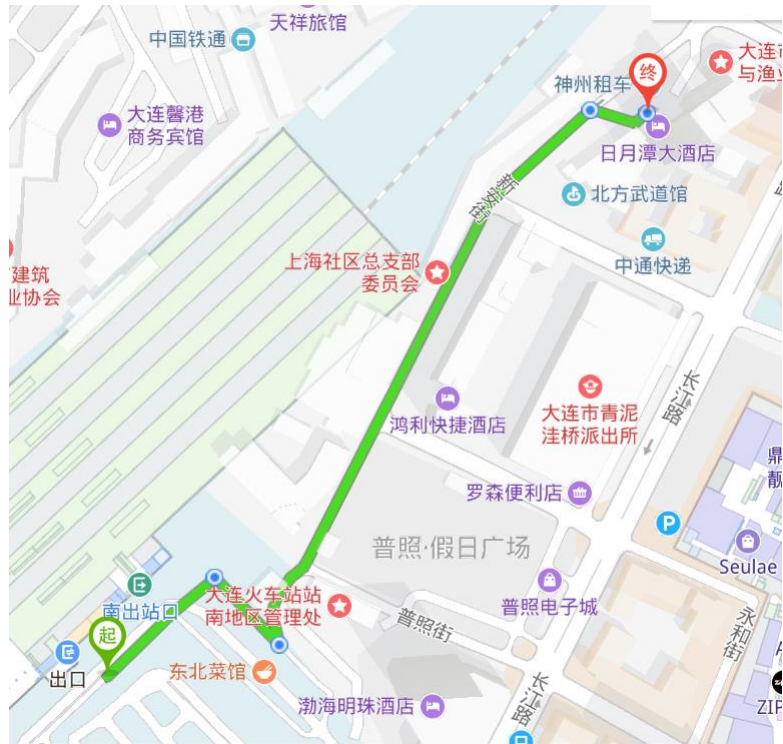 天祥旅馆
中国铁通
大连
与渔业
神州租车
终
大连馨港
商务宾馆
日月潭大酒店
新安街
北方武道馆
中通快递
上海社区总支部
委员会
建筑
业协会
长江路
鸿利快捷酒店
大连市青泥
洼桥派出所
罗森便利店
P
普照·假日广场
Seulae
南出站口
大连火车站站
南地区管理处
普照电子城
起
普照街
永和街
出口
东北菜馆
渤海明珠酒店
长江路
ZIP